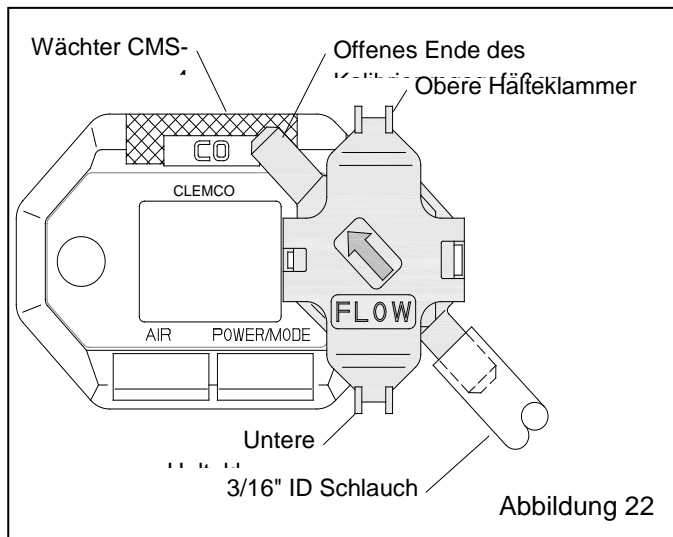 Wächter CMS-
Offenes Ende des
Obere Halteklammer
CO
CLEMCO
FLOW
AIR POWER/MODE
Untere
3/16" ID Schlauch
Abbildung 22